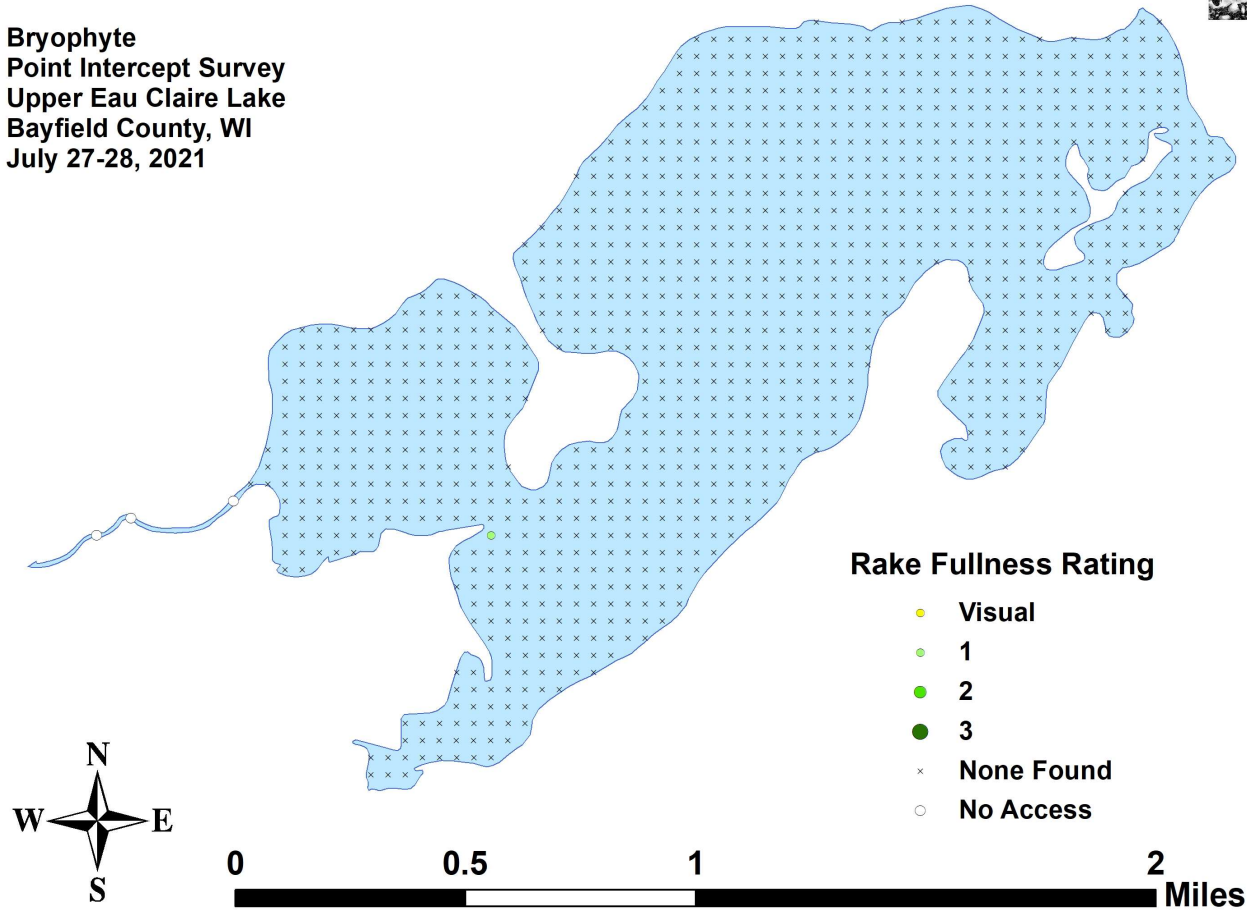 Bryophyte
Point Intercept Survey
Upper Eau Claire Lake
Bayfield County, WI
July 27-28, 2021
Rake Fullness Rating
Visual
1
2
3
None Found
No Access
N
W E
S
0 0.5 1 2
Miles